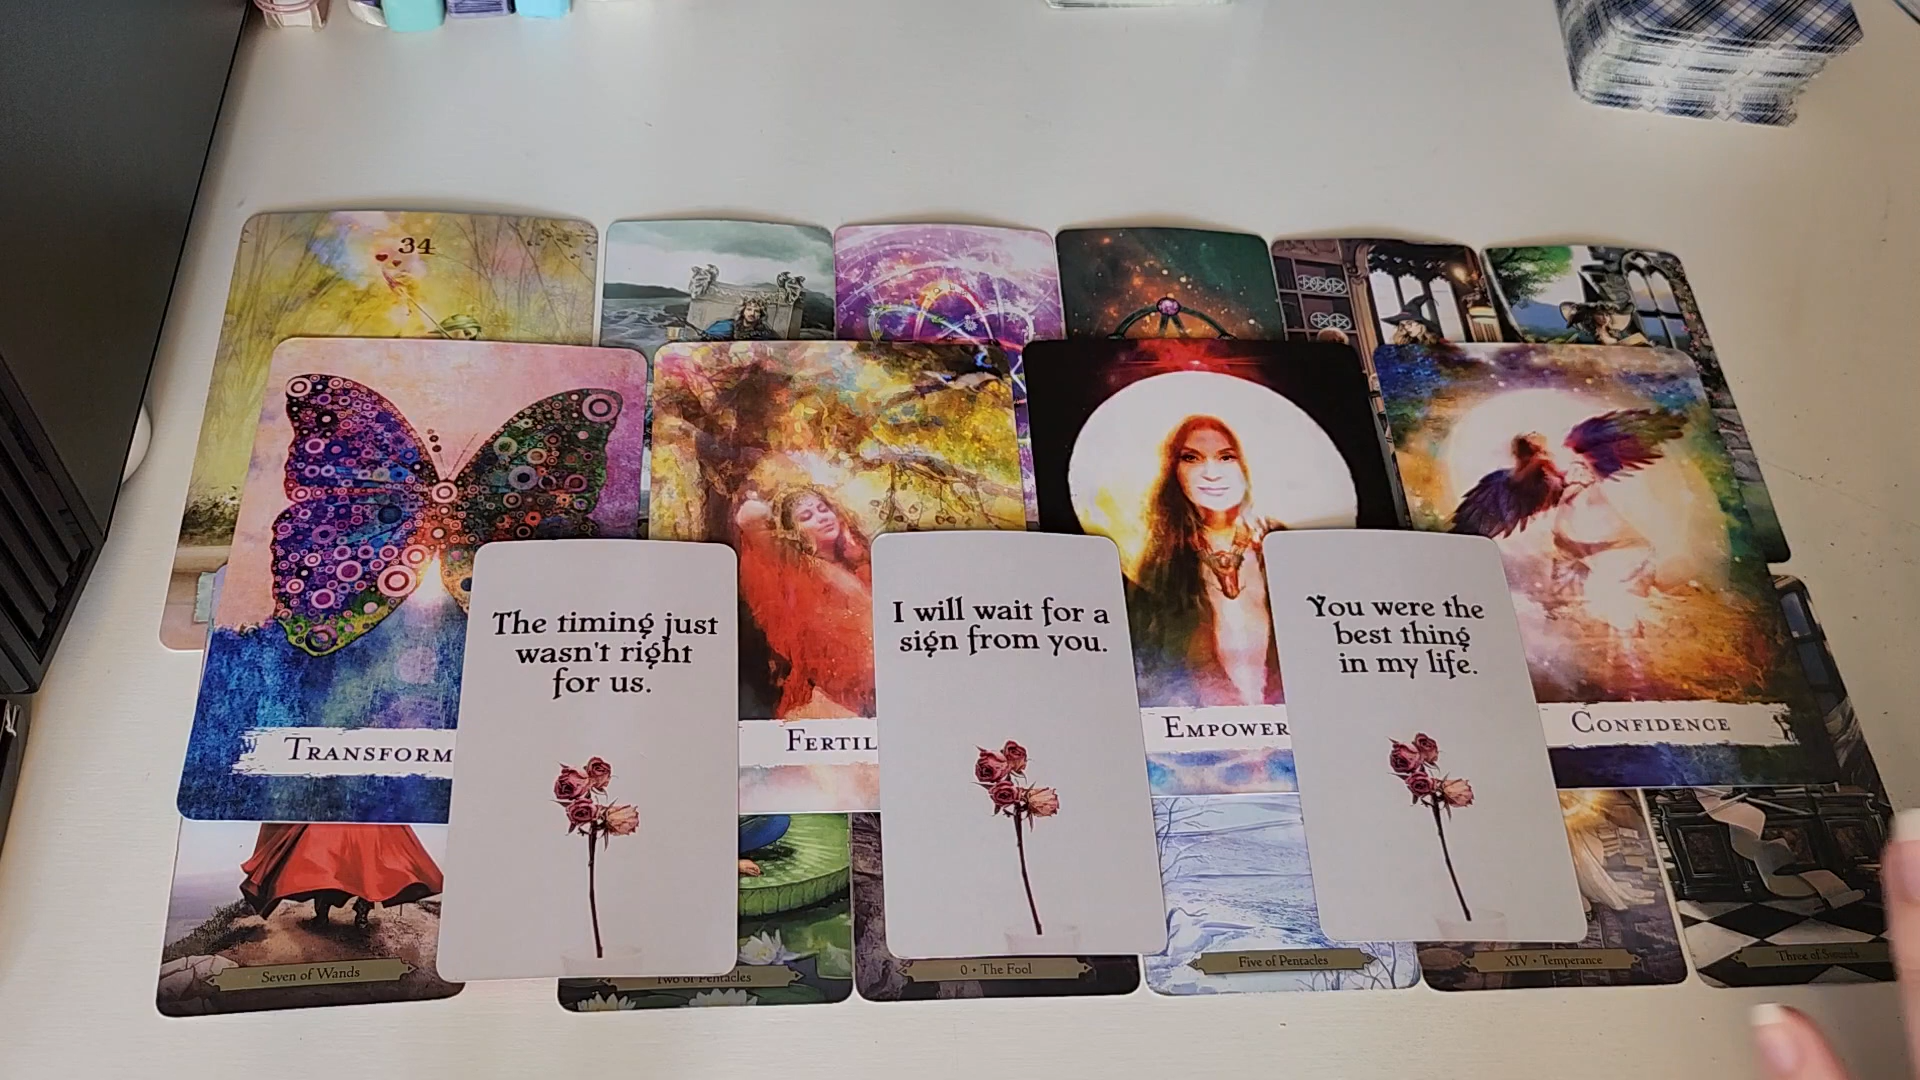 34
TRANSFORM
The timing just
wasn't right
for us.
FERTIL
I will wait for a
sign from you.
EMPOWER
You were the
best thing
in my life.
CONFIDENCE
Seven of Wands
Two of Pentacles
0 • The Fool
Five of Pentacles
XIV • Temperance
Three of Swords